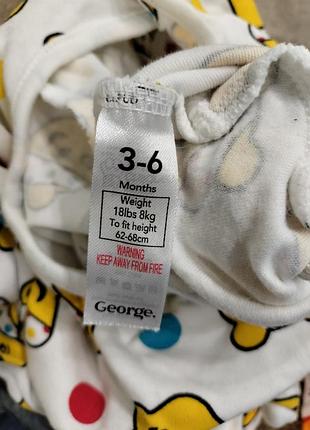 3-6
Months
Weight
18lbs 8kg
To fit height
62-68cm
WARNING
KEEP AWAY FROM FIRE
George.